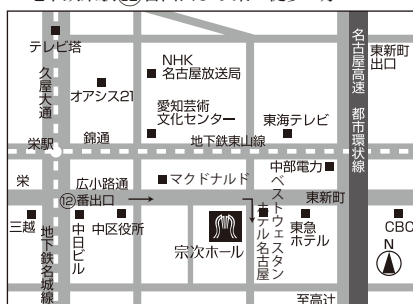 テレビ塔
久屋大通
オアシス21
NHK
名古屋放送局
愛知芸術
文化センター
東海テレビ
名古屋高速 都市環状線
東新町
出口
栄駅
錦通
地下鉄東山線
中部電力
栄
広小路通
マクドナルド
東新町
⑫番出口
三越
地下鉄名城線
中日
ビル
中区役所
宗次ホール
ベストウェスタン
ホテル名古屋
東急
ホテル
CBC
N
至高辻